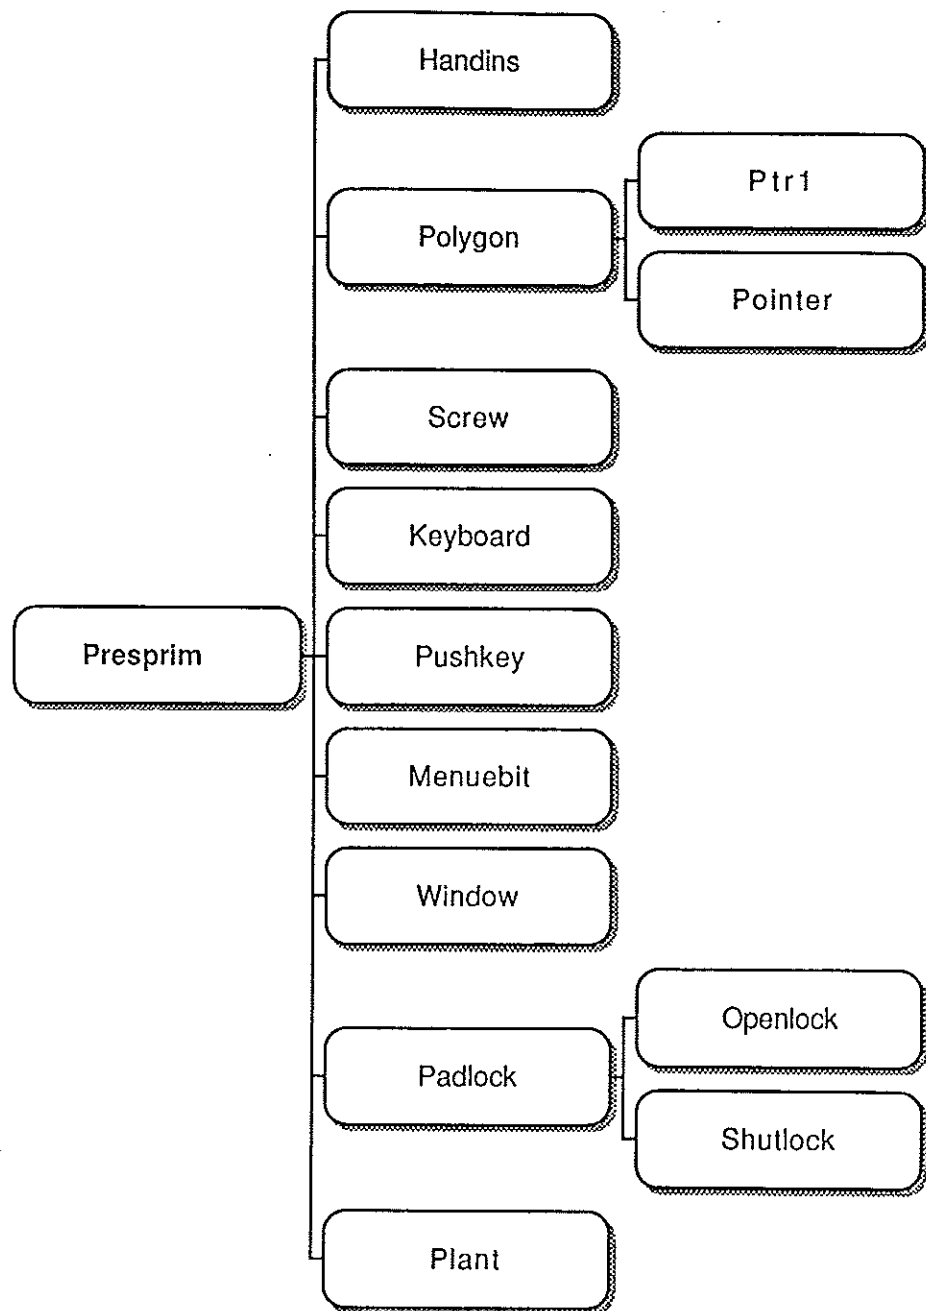 Handins
Ptr1
Polygon
Pointer
Screw
Keyboard
Presprim
Pushkey
Menuebit
Window
Openlock
Padlock
Shutlock
Plant